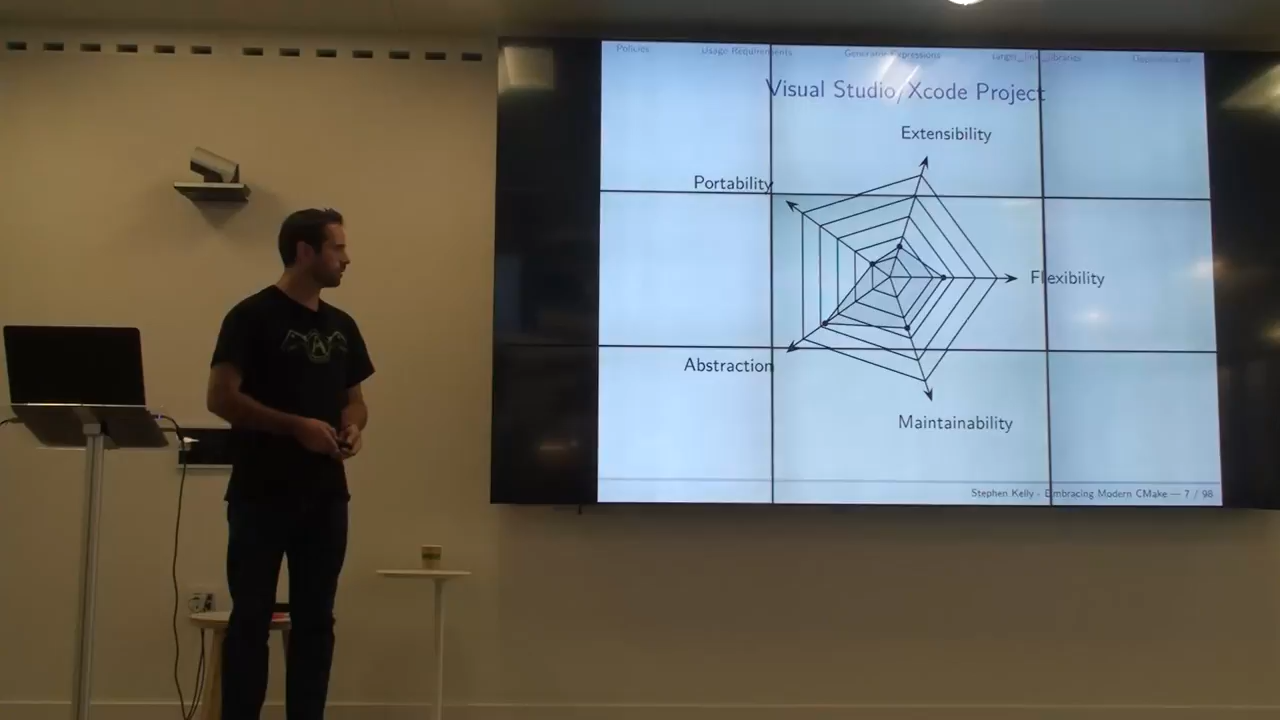 Policies Usage Requirements Generator Expressions target_link_libraries
Visual Studio/Xcode Project
Extensibility
Portability
Flexibility
Abstraction
Maintainability
Stephen Kelly - Embracing Modern CMake — 7 / 98